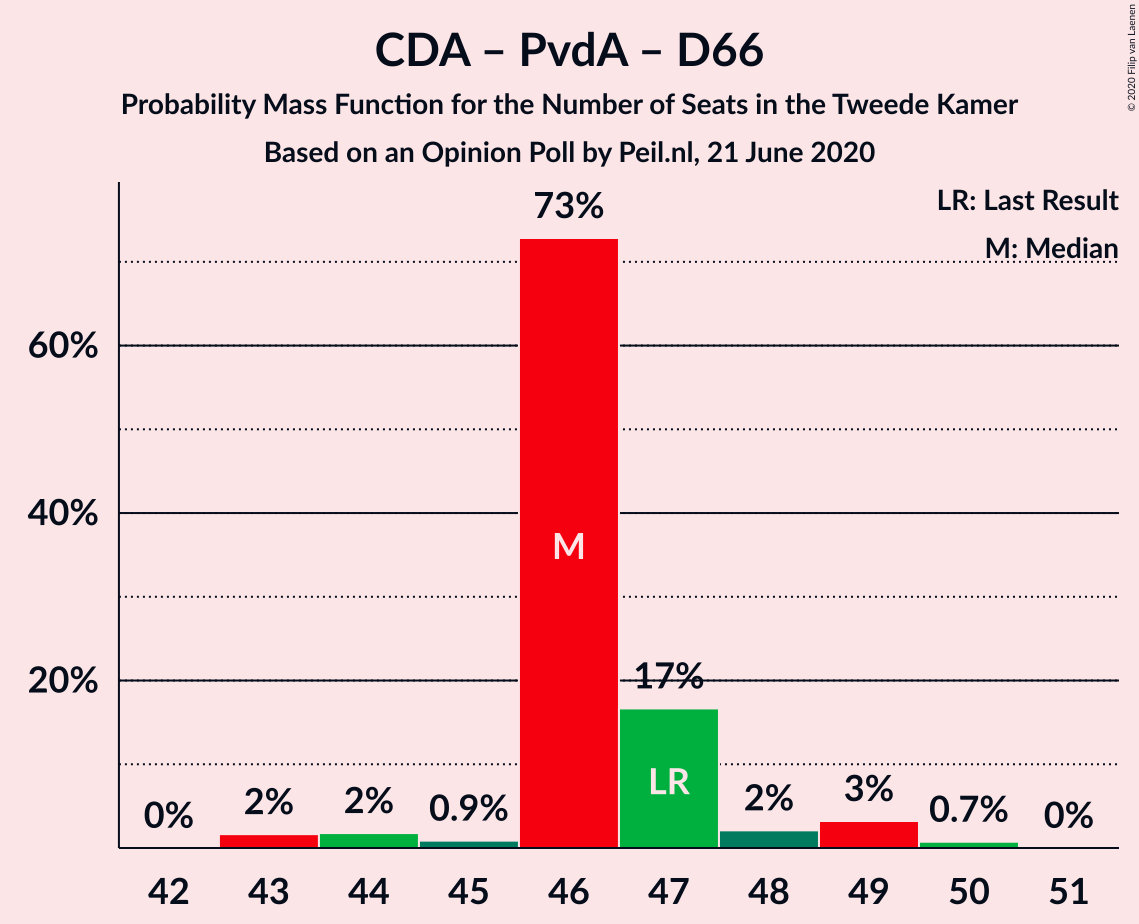 CDA – PvdA – D66
Probability Mass Function for the Number of Seats in the Tweede Kamer
Based on an Opinion Poll by Peil.nl, 21 June 2020
© 2020 Filip van Laenen
LR: Last Result
M: Median
73%
60%
40%
M
20%
17%
LR
0%
2%
2%
0.9%
2%
3%
0.7%
0%
42 43 44 45 46 47 48 49 50 51